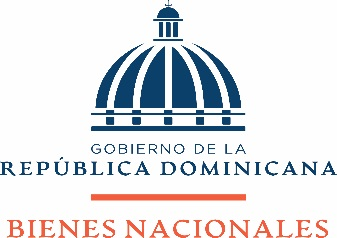 GOBIERNO DE LA
REPÚBLICA DOMINICANA
BIENES NACIONALES